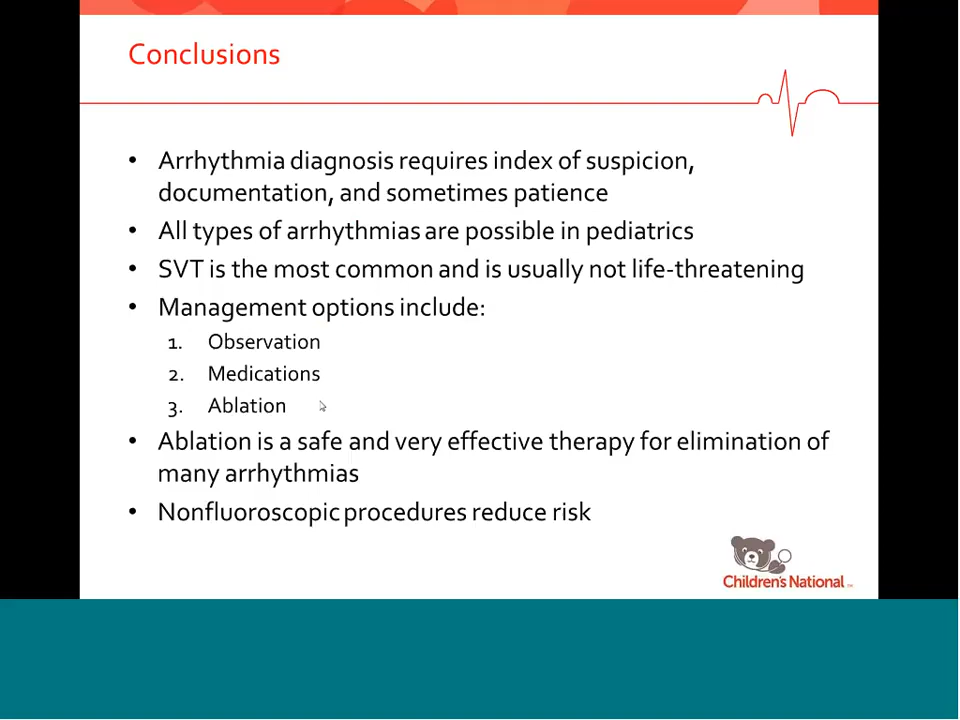 Conclusions
• Arrhythmia diagnosis requires index of suspicion,
documentation, and sometimes patience
• All types of arrhythmias are possible in pediatrics
• SVT is the most common and is usually not life-threatening
• Management options include:
1. Observation
2. Medications
3. Ablation
• Ablation is a safe and very effective therapy for elimination of
many arrhythmias
• Nonfluoroscopic procedures reduce risk
Children's National